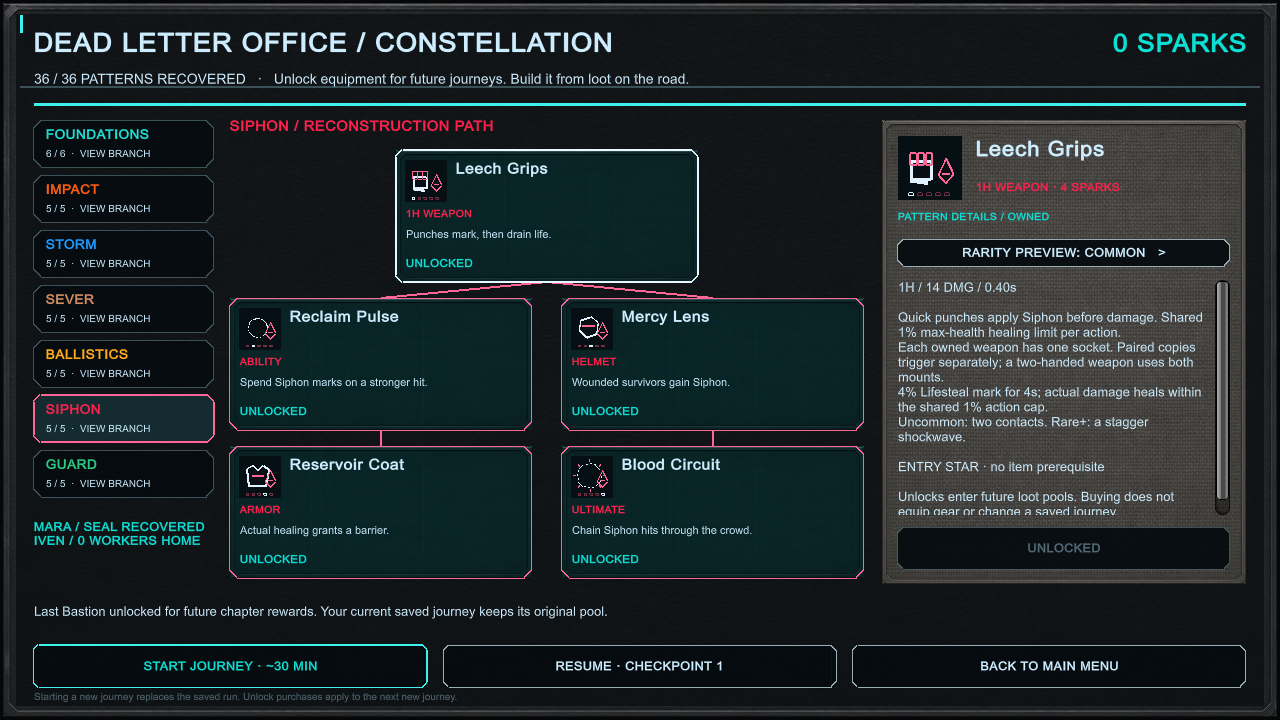 DEAD LETTER OFFICE / CONSTELLATION
0 SPARKS
36 / 36 PATTERNS RECOVERED · Unlock equipment for future journeys. Build it from loot on the road.
FOUNDATIONS
6 / 6 · VIEW BRANCH
IMPACT
5 / 5 · VIEW BRANCH
STORM
5 / 5 · VIEW BRANCH
SEVER
5 / 5 · VIEW BRANCH
BALLISTICS
5 / 5 · VIEW BRANCH
SIPHON
5 / 5 · VIEW BRANCH
GUARD
5 / 5 · VIEW BRANCH
MARA / SEAL RECOVERED
IVEN / 0 WORKERS HOME
SIPHON / RECONSTRUCTION PATH
Leech Grips
1H WEAPON
Punches mark, then drain life.
UNLOCKED
Reclaim Pulse
ABILITY
Spend Siphon marks on a stronger hit.
UNLOCKED
Mercy Lens
HELMET
Wounded survivors gain Siphon.
UNLOCKED
Reservoir Coat
ARMOR
Actual healing grants a barrier.
UNLOCKED
Blood Circuit
ULTIMATE
Chain Siphon hits through the crowd.
UNLOCKED
Leech Grips
1H WEAPON · 4 SPARKS
PATTERN DETAILS / OWNED
RARITY PREVIEW: COMMON >
1H / 14 DMG / 0.40s
Quick punches apply Siphon before damage. Shared
1% max-health healing limit per action.
Each owned weapon has one socket. Paired copies
trigger separately; a two-handed weapon uses both
mounts.
4% Lifesteal mark for 4s; actual damage heals within
the shared 1% action cap.
Uncommon: two contacts. Rare+: a stagger
shockwave.
ENTRY STAR · no item prerequisite
Unlocks enter future loot pools. Buying does not
equip gear or change a saved journey.
UNLOCKED
Last Bastion unlocked for future chapter rewards. Your current saved journey keeps its original pool.
START JOURNEY · ~30 MIN
RESUME · CHECKPOINT 1
BACK TO MAIN MENU
Starting a new journey replaces the saved run. Unlock purchases apply to the next new journey.